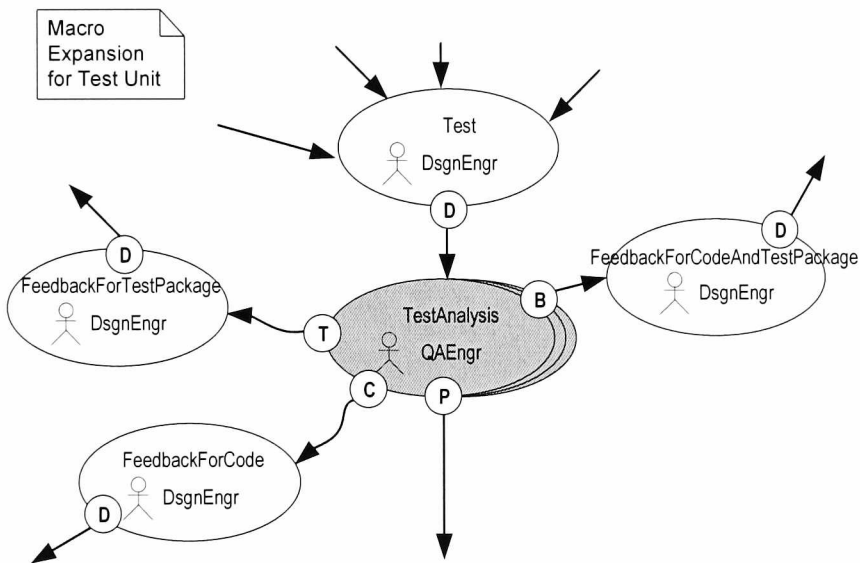 Macro
Expansion
for Test Unit
Test
DsgnEngr
D
D
FeedbackForTestPackage
DsgnEngr
D
FeedbackForCodeAndTestPackage
DsgnEngr
TestAnalysis
QAEngr
B
T
C
P
FeedbackForCode
DsgnEngr
D